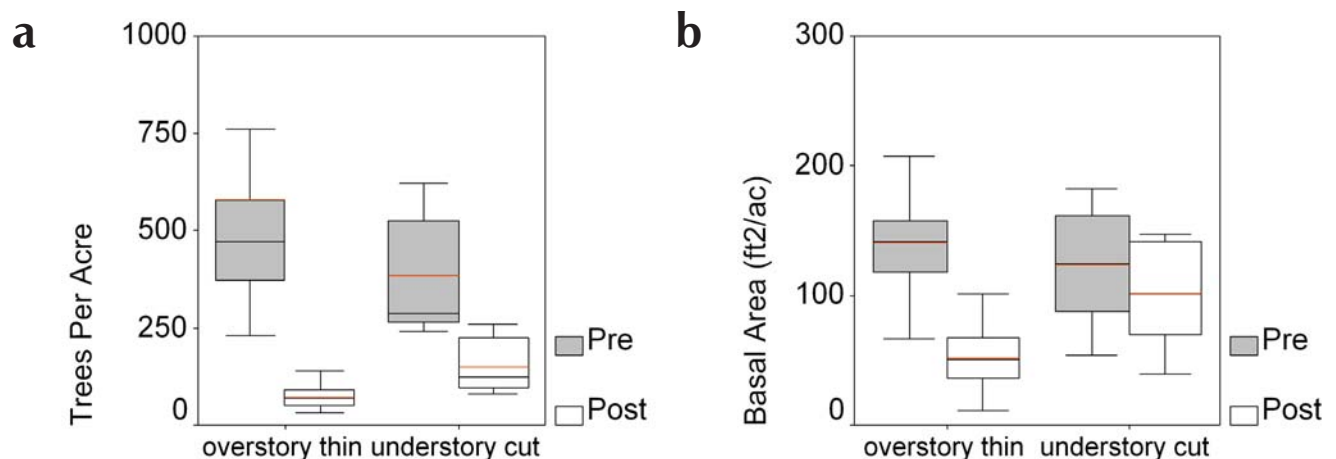 a
1000
750
500
250
0
Trees Per Acre
overstory thin understory cut
Pre
Post
b
300
200
100
0
Basal Area (ft2/ac)
overstory thin understory cut
Pre
Post